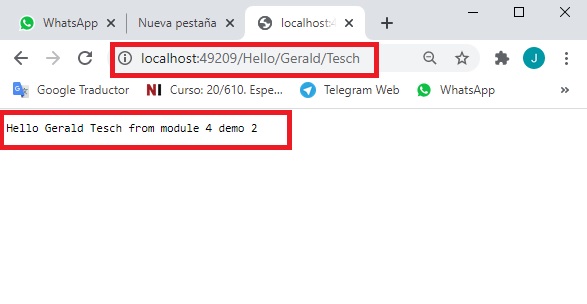 WhatsApp
Nueva pestaña
localhost:
localhost:49209/Hello/Gerald/Tesch
J
Google Traductor
NI Curso: 20/610. Espe...
Telegram Web
WhatsApp
»
Hello Gerald Tesch from module 4 demo 2